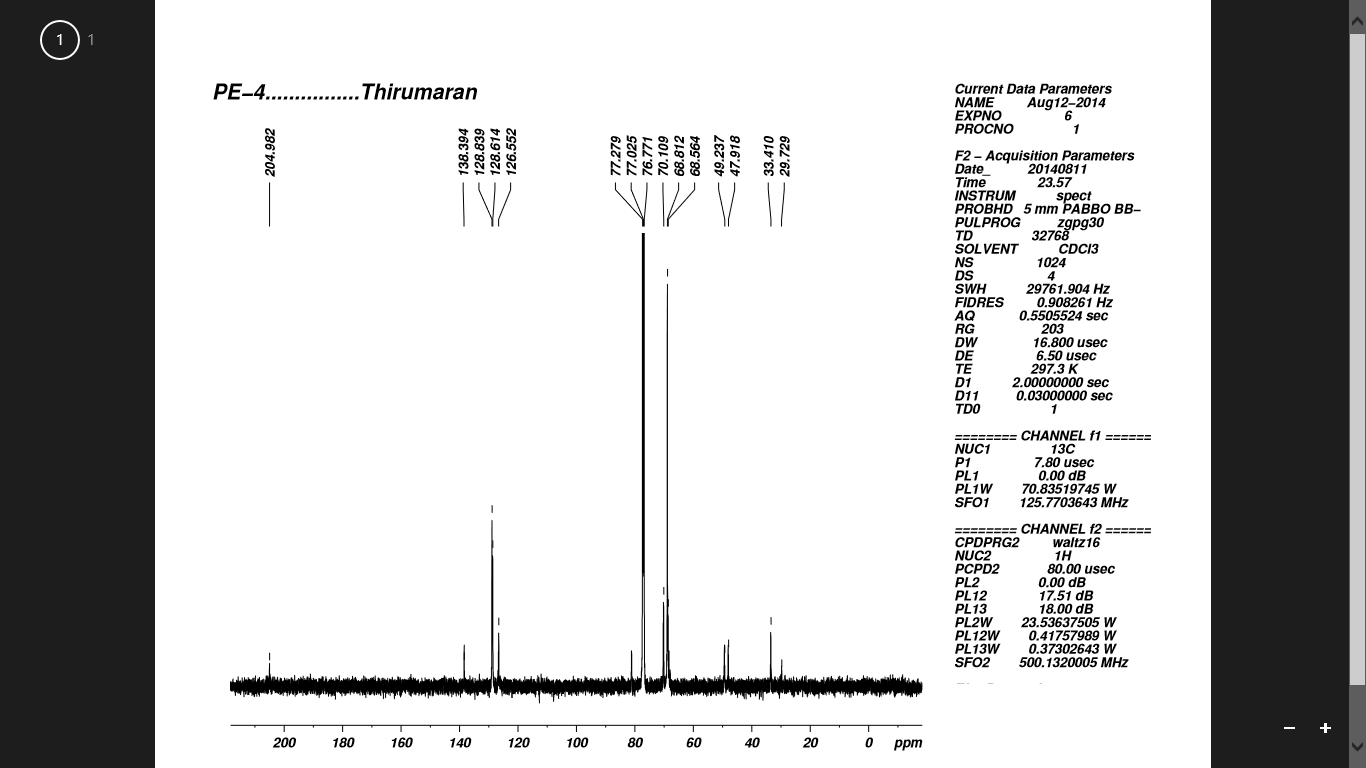 1 1
PE–4................Thirumaran
204.982
138.394
128.839
128.614
126.552
77.279
77.025
76.771
70.109
68.812
68.564
49.237
47.918
33.410
29.729
200 180 160 140 120 100 80 60 40 20 0 ppm
Current Data Parameters
NAME Aug12–2014
EXPNO 6
PROCNO 1
F2 – Acquisition Parameters
Date_ 20140811
Time 23.57
INSTRUM spect
PROBHD 5 mm PABBO BB–
PULPROG zgpg30
TD 32768
SOLVENT CDCl3
NS 1024
DS 4
SWH 29761.904 Hz
FIDRES 0.908261 Hz
AQ 0.5505524 sec
RG 203
DW 16.800 usec
DE 6.50 usec
TE 297.3 K
D1 2.00000000 sec
D11 0.03000000 sec
TD0 1
======== CHANNEL f1 ======
NUC1 13C
P1 7.80 usec
PL1 0.00 dB
PL1W 70.83519745 W
SFO1 125.7703643 MHz
======== CHANNEL f2 ======
CPDPRG2 waltz16
NUC2 1H
PCPD2 80.00 usec
PL2 0.00 dB
PL12 17.51 dB
PL13 18.00 dB
PL2W 23.53637505 W
PL12W 0.41757989 W
PL13W 0.37302643 W
SFO2 500.1320005 MHz